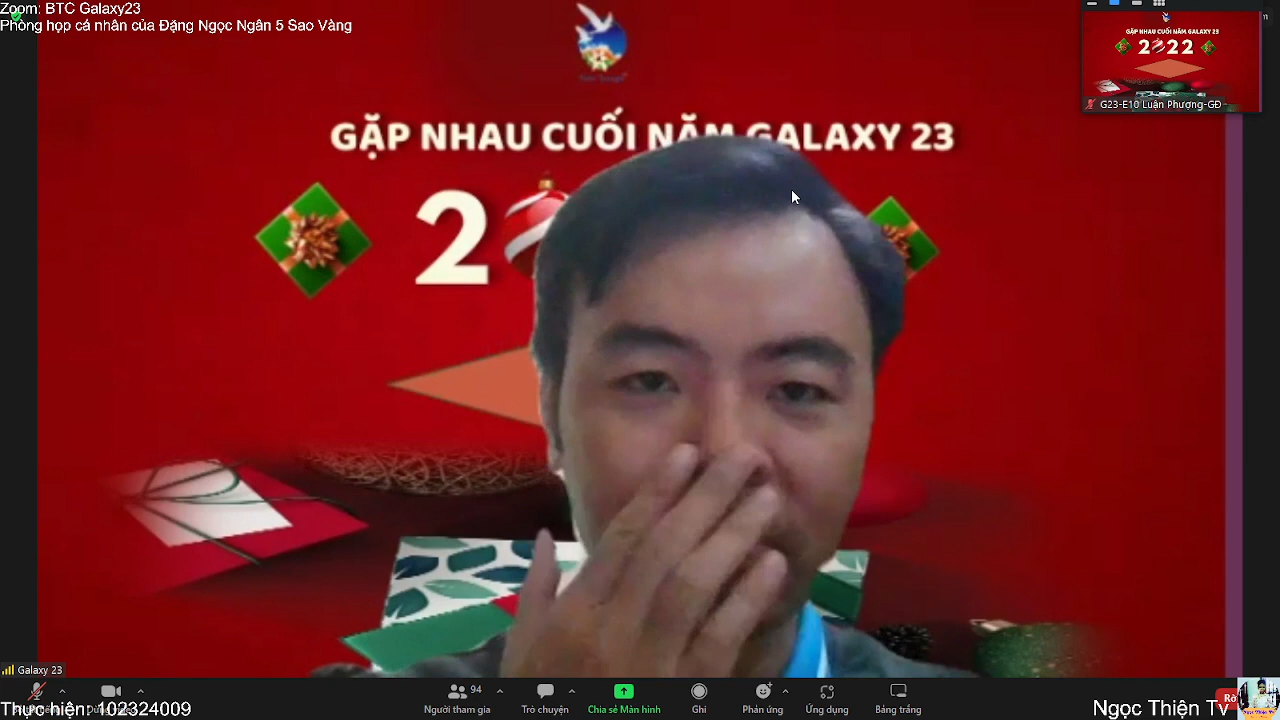 Zoom: BTC Galaxy23
Phòng họp cá nhân của Đặng Ngọc Ngân 5 Sao Vàng
GẶP NHAU CUỐI NĂM GALAXY 23
2
GẶP NHAU CUỐI NĂM GALAXY 23
2022
G23-E10 Luận Phượng-GĐ
Galaxy 23
94
Người tham gia
Trò chuyện
Chia sẻ Màn hình
Ghi
Phản ứng
Ứng dụng
Bảng trắng
Thực hiện: 102324009
Ngọc Thiện TV